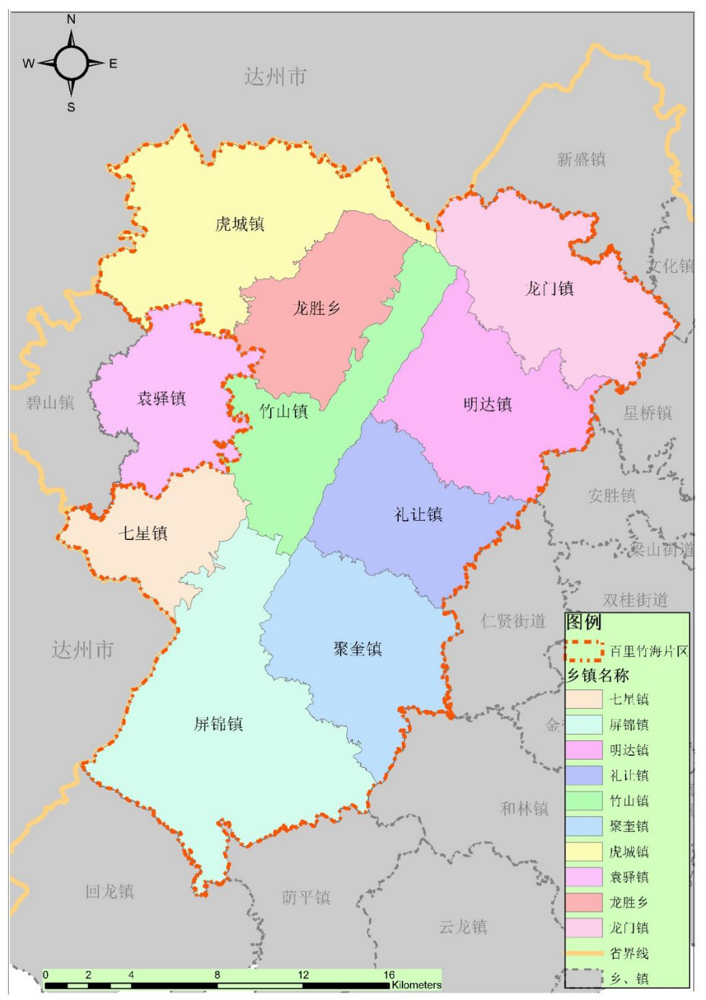 N
W
E
S
达州市
新盛镇
虎城镇
文化镇
龙门镇
龙胜乡
碧山镇
袁驿镇
竹山镇
明达镇
星桥镇
安胜镇
礼让镇
七星镇
梁山街道
双桂街道
仁贤街道
达州市
聚奎镇
屏锦镇
金
和林镇
回龙镇
荫平镇
云龙镇
图例
百里竹海片区
乡镇名称
七星镇
屏锦镇
明达镇
礼让镇
竹山镇
聚奎镇
虎城镇
袁驿镇
龙胜乡
龙门镇
省界线
乡、镇
0 2 4 8 12 16
Kilometers